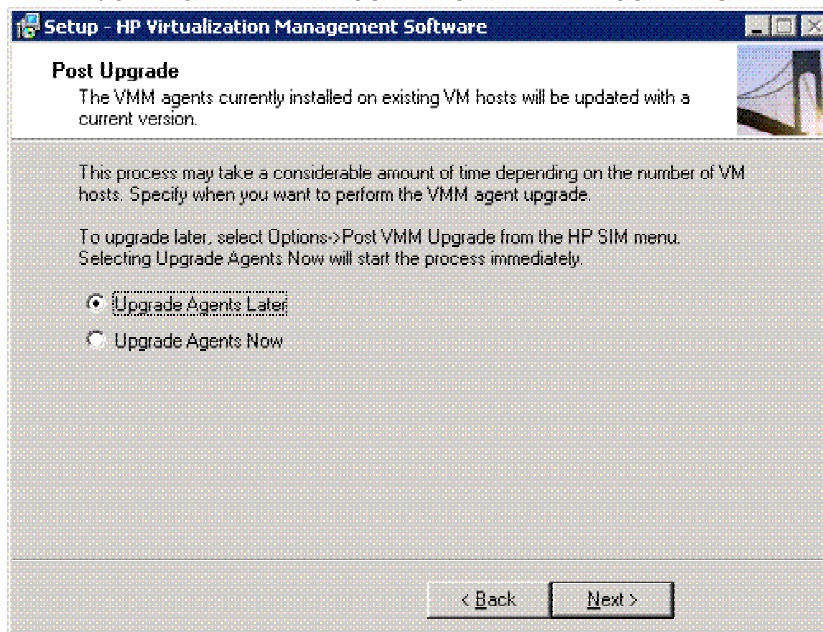 Setup - HP Virtualization Management Software
Post Upgrade
The VMM agents currently installed on existing VM hosts will be updated with a
current version.
This process may take a considerable amount of time depending on the number of VM
hosts. Specify when you want to perform the VMM agent upgrade.
To upgrade later, select Options->Post VMM Upgrade from the HP SIM menu.
Selecting Upgrade Agents Now will start the process immediately.
Upgrade Agents Later
Upgrade Agents Now
< Back Next >